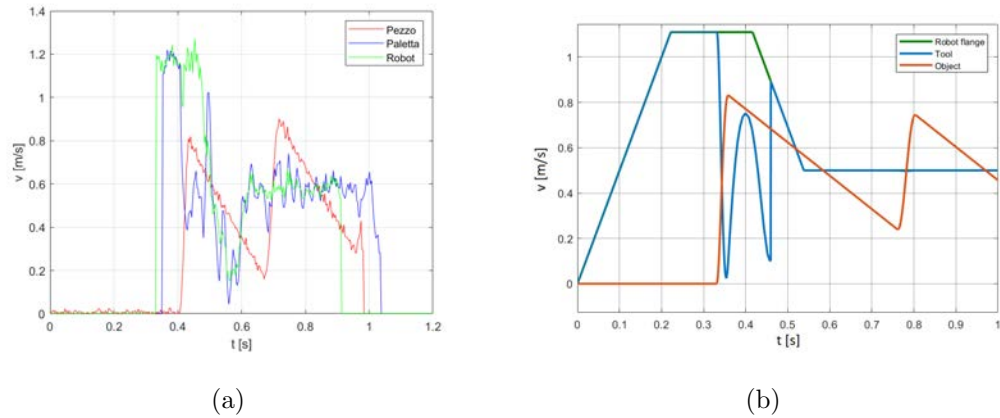 1.4
1.2
1
0.8
0.6
0.4
0.2
0
v [m/s]
Pezzo
Paletta
Robot
0 0.2 0.4 0.6 0.8 1 1.2
t [s]
(a)
1
0.8
0.6
0.4
0.2
0
v [m/s]
Robot flange
Tool
Object
0 0.1 0.2 0.3 0.4 0.5 0.6 0.7 0.8 0.9 1
t [s]
(b)